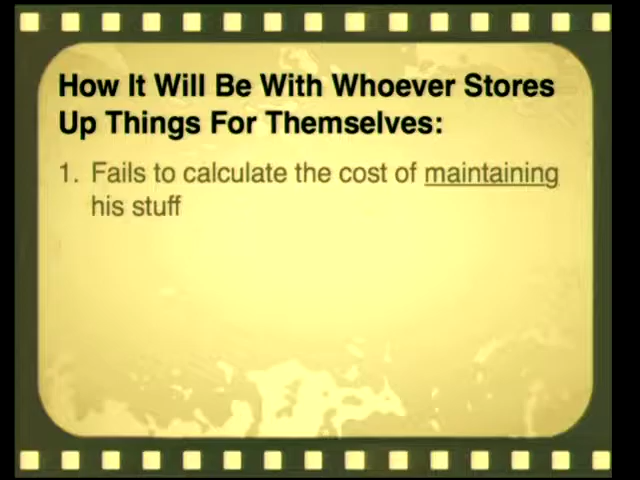 How It Will Be With Whoever Stores
Up Things For Themselves:
1. Fails to calculate the cost of maintaining
his stuff